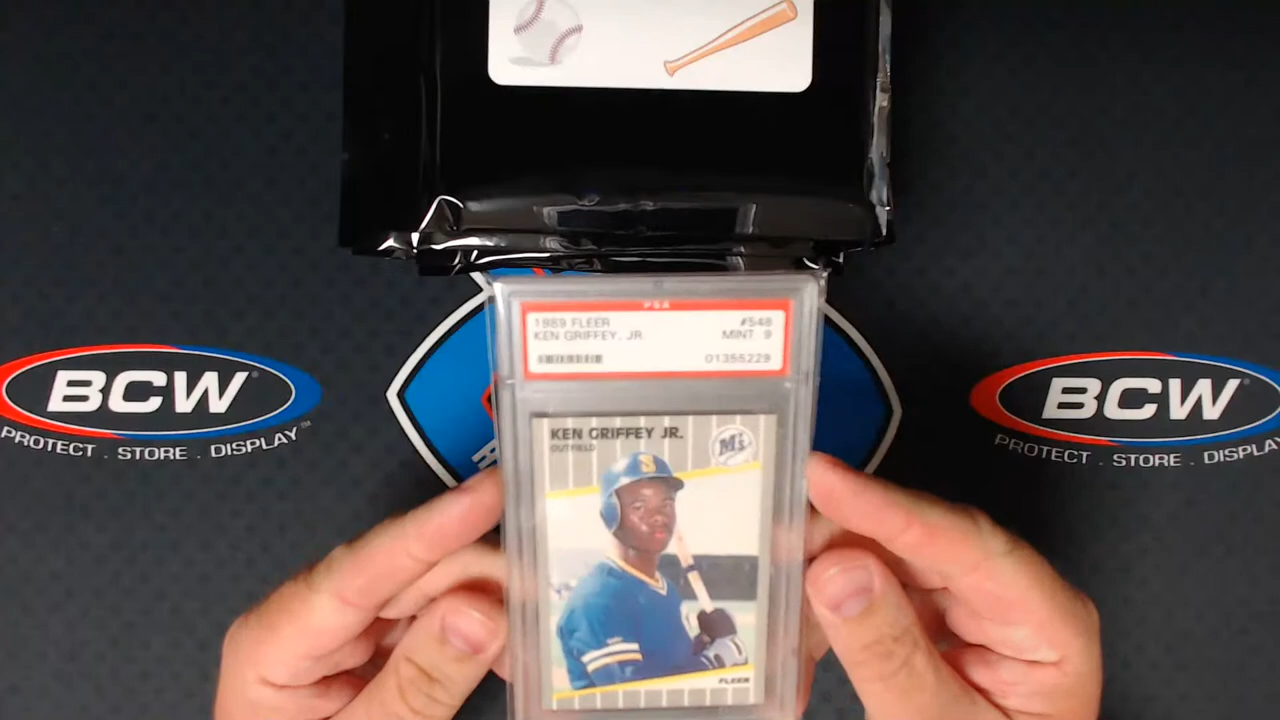 PSA
1989 FLEER #548
KEN GRIFFEY, JR. MINT 9
01355229
KEN GRIFFEY JR.
OUTFIELD
M's
S
FLEER
BCW
PROTECT . STORE . DISPLAY™
BCW
PROTECT . STORE . DISPLAY